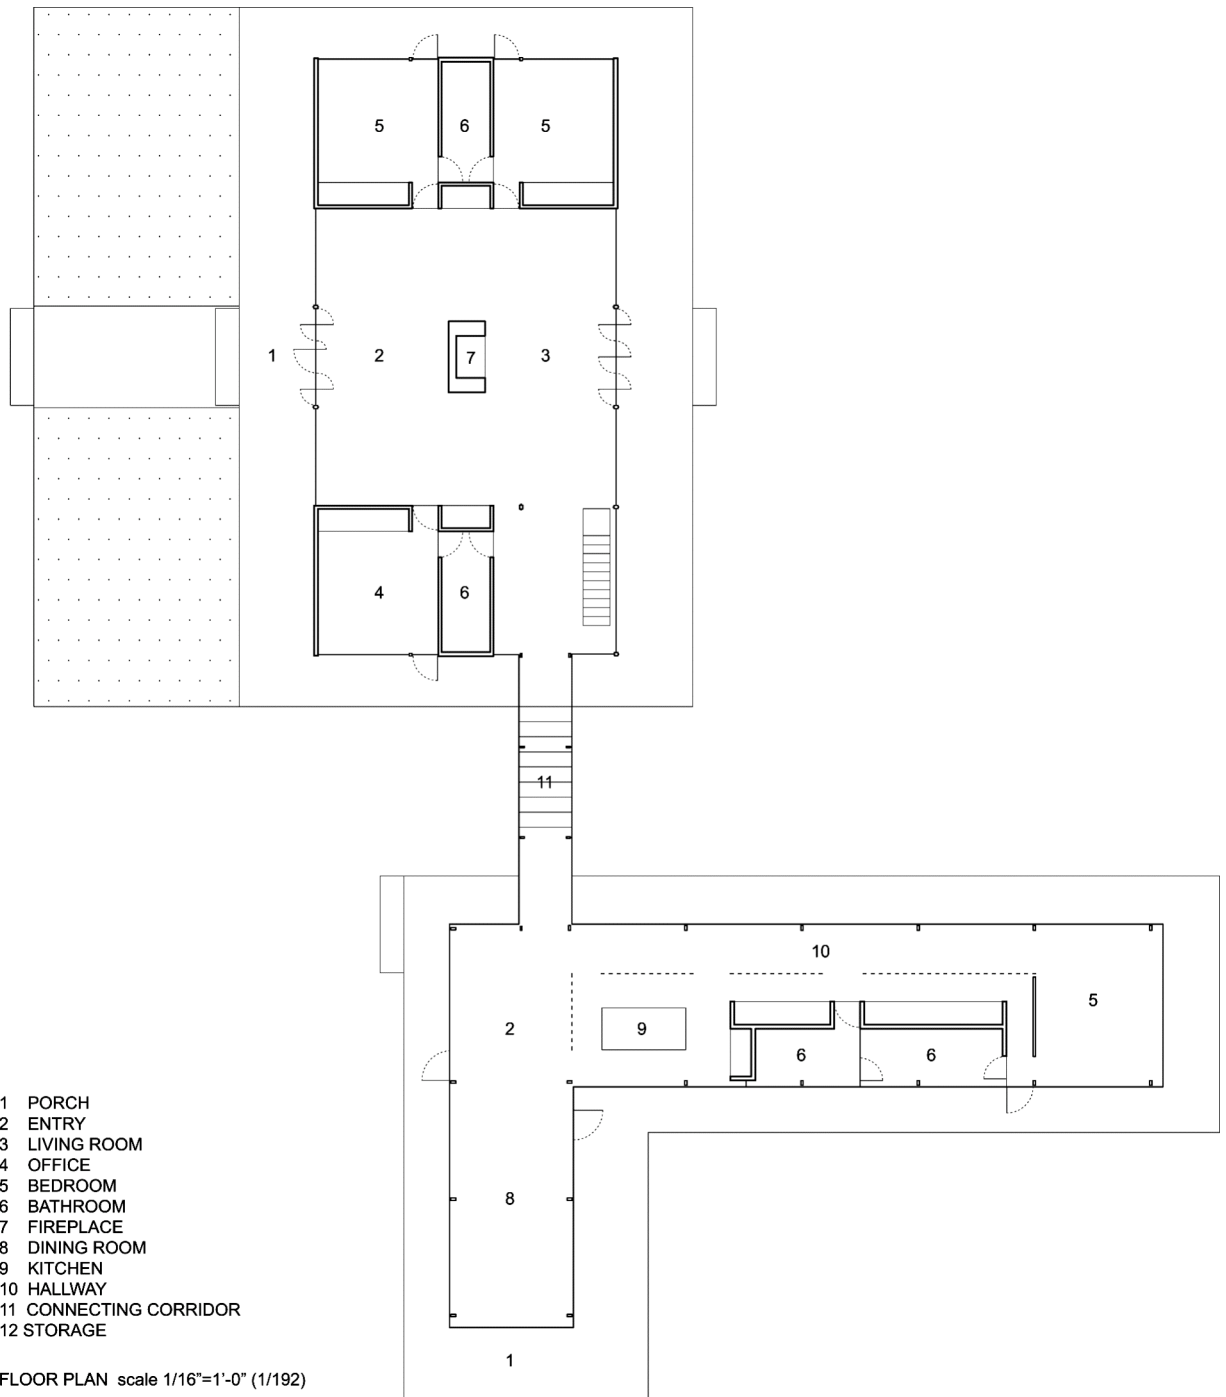 5
6
5
1
2
7
3
4
6
11
10
2
9
5
6
6
8
1
1 PORCH
2 ENTRY
3 LIVING ROOM
4 OFFICE
5 BEDROOM
6 BATHROOM
7 FIREPLACE
8 DINING ROOM
9 KITCHEN
10 HALLWAY
11 CONNECTING CORRIDOR
12 STORAGE
FLOOR PLAN scale 1/16”=1’-0” (1/192)